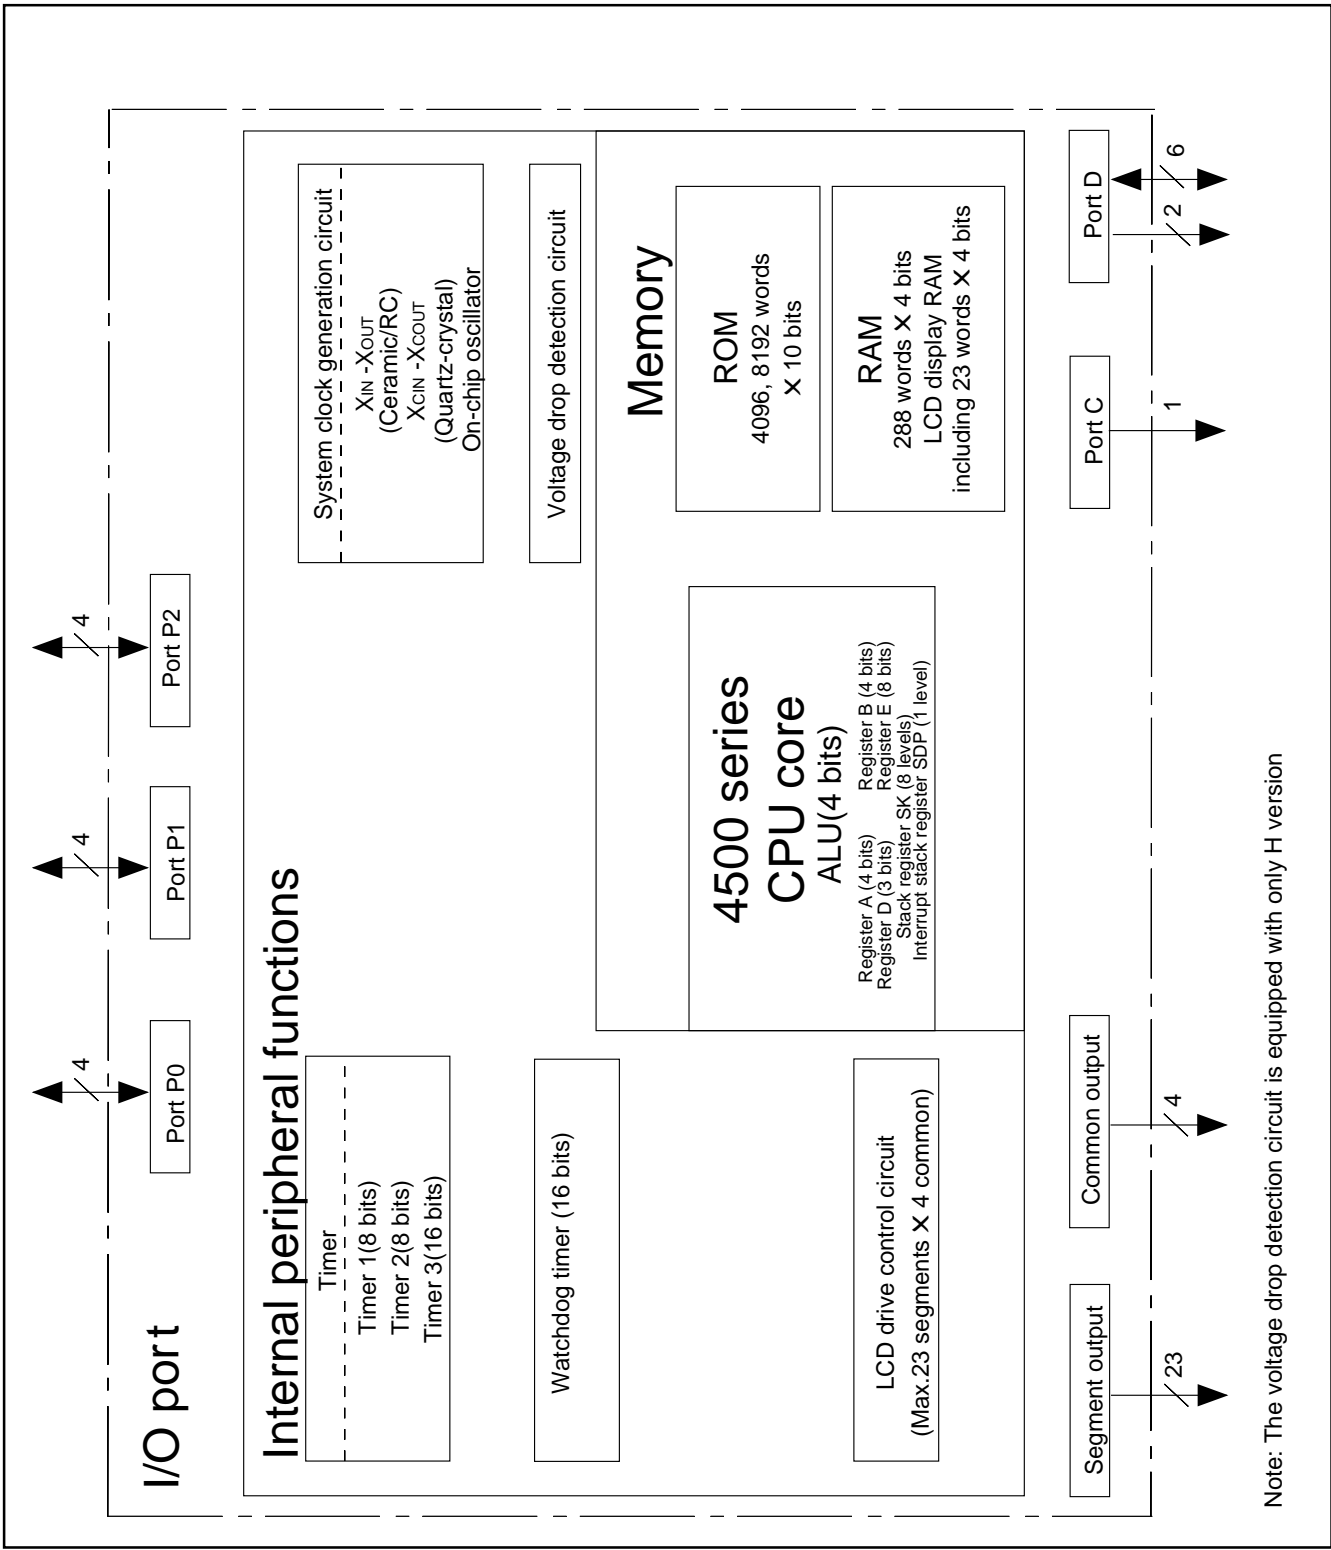 I/O port
4
4
4
Port P0
Port P1
Port P2
Internal peripheral functions
Timer
Timer 1(8 bits)
Timer 2(8 bits)
Timer 3(16 bits)
Watchdog timer (16 bits)
LCD drive control circuit
(Max.23 segments X 4 common)
System clock generation circuit
XIN -XOUT
(Ceramic/RC)
XCIN -XCOUT
(Quartz-crystal)
On-chip oscillator
Voltage drop detection circuit
4500 series
CPU core
ALU(4 bits)
Register A (4 bits) Register B (4 bits)
Register D (3 bits) Register E (8 bits)
Stack register SK (8 levels)
Interrupt stack register SDP (1 level)
Memory
ROM
4096, 8192 words
X 10 bits
RAM
288 words X 4 bits
LCD display RAM
including 23 words X 4 bits
Segment output
Common output
Port C
Port D
23
4
1
2
6
Note: The voltage drop detection circuit is equipped with only H version